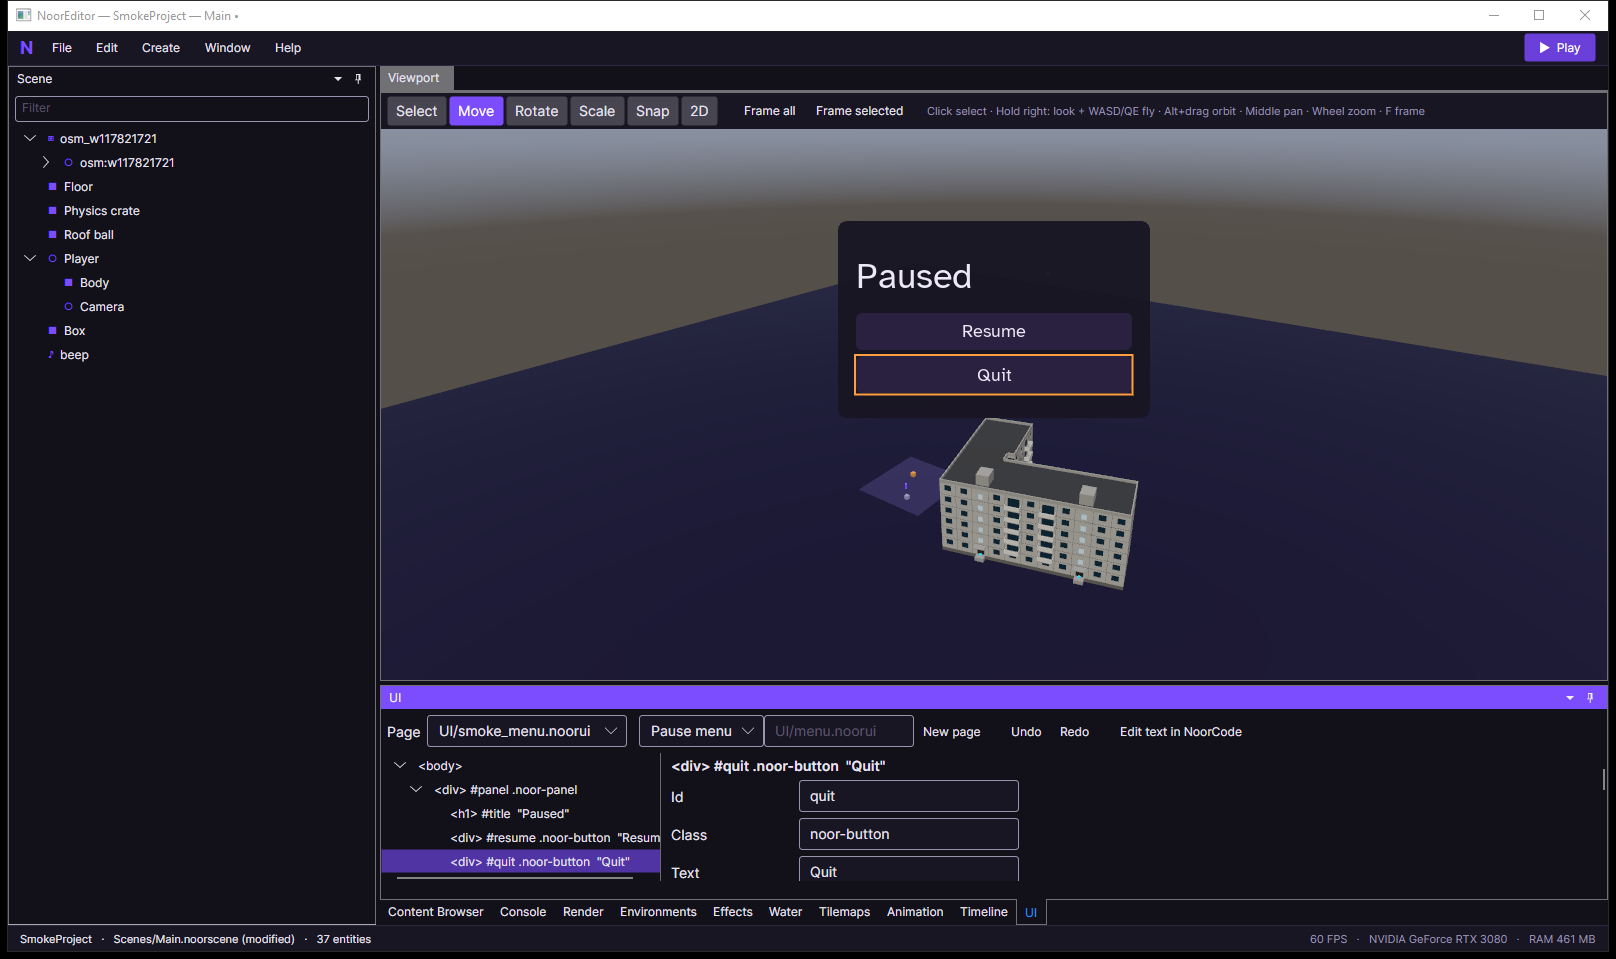 NoorEditor — SmokeProject — Main •
N File Edit Create Window Help
Play
Scene
Filter
osm_w117821721
osm:w117821721
Floor
Physics crate
Roof ball
Player
Body
Camera
Box
beep
Viewport
Select Move Rotate Scale Snap 2D Frame all Frame selected Click select · Hold right: look + WASD/QE fly · Alt+drag orbit · Middle pan · Wheel zoom · F frame
Paused
Resume
Quit
UI
Page UI/smoke_menu.noorui Pause menu UI/menu.noorui New page Undo Redo Edit text in NoorCode
<body>
<div> #panel .noor-panel
<h1> #title "Paused"
<div> #resume .noor-button "Resum
<div> #quit .noor-button "Quit"
<div> #quit .noor-button "Quit"
Id quit
Class noor-button
Text Quit
Content Browser Console Render Environments Effects Water Tilemaps Animation Timeline UI
SmokeProject · Scenes/Main.noorscene (modified) · 37 entities
60 FPS · NVIDIA GeForce RTX 3080 · RAM 461 MB